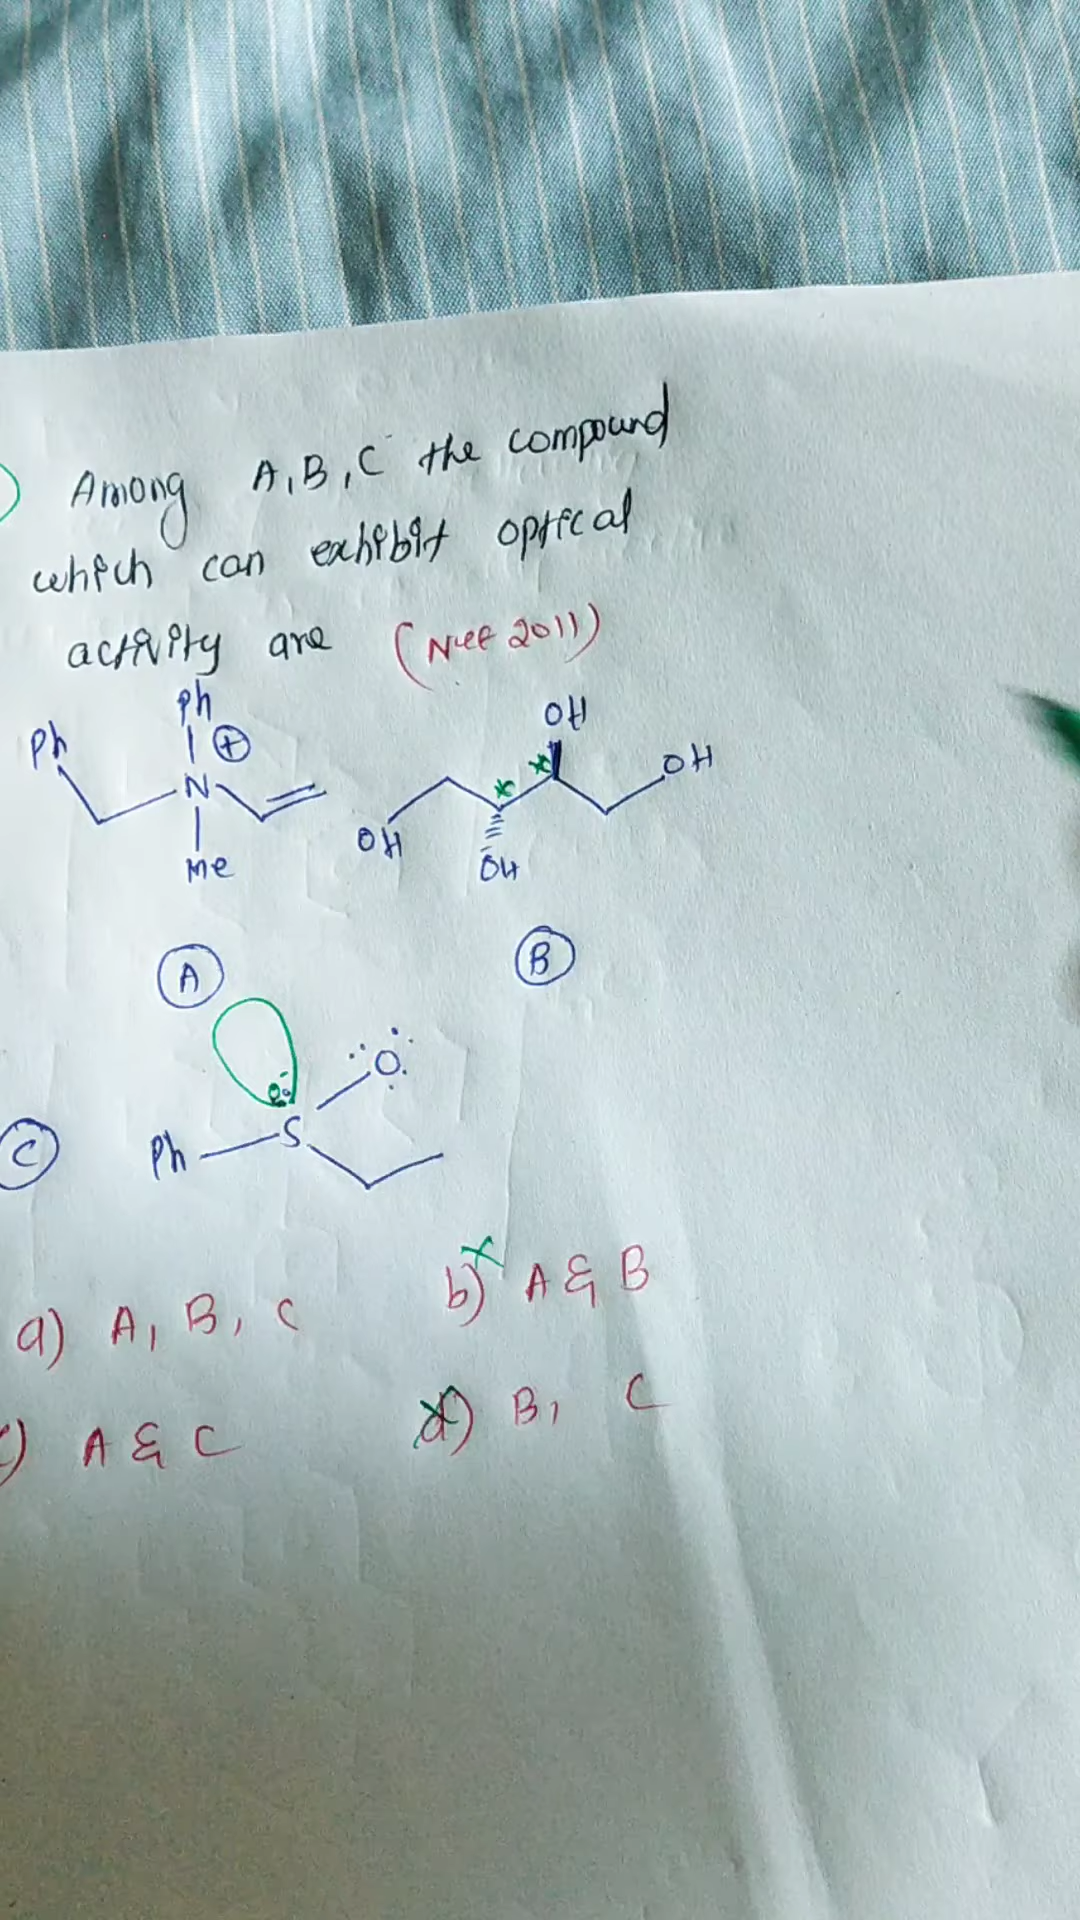 Among A, B, C the compound
which can exhibit optical
activity are (Neet 2011)
Ph
Ph
⊕
N
Me
OH
OH
OH
OH
A
B
O
S
Ph
C
a) A, B, C
b) A & B
c) A & C
d) B, C